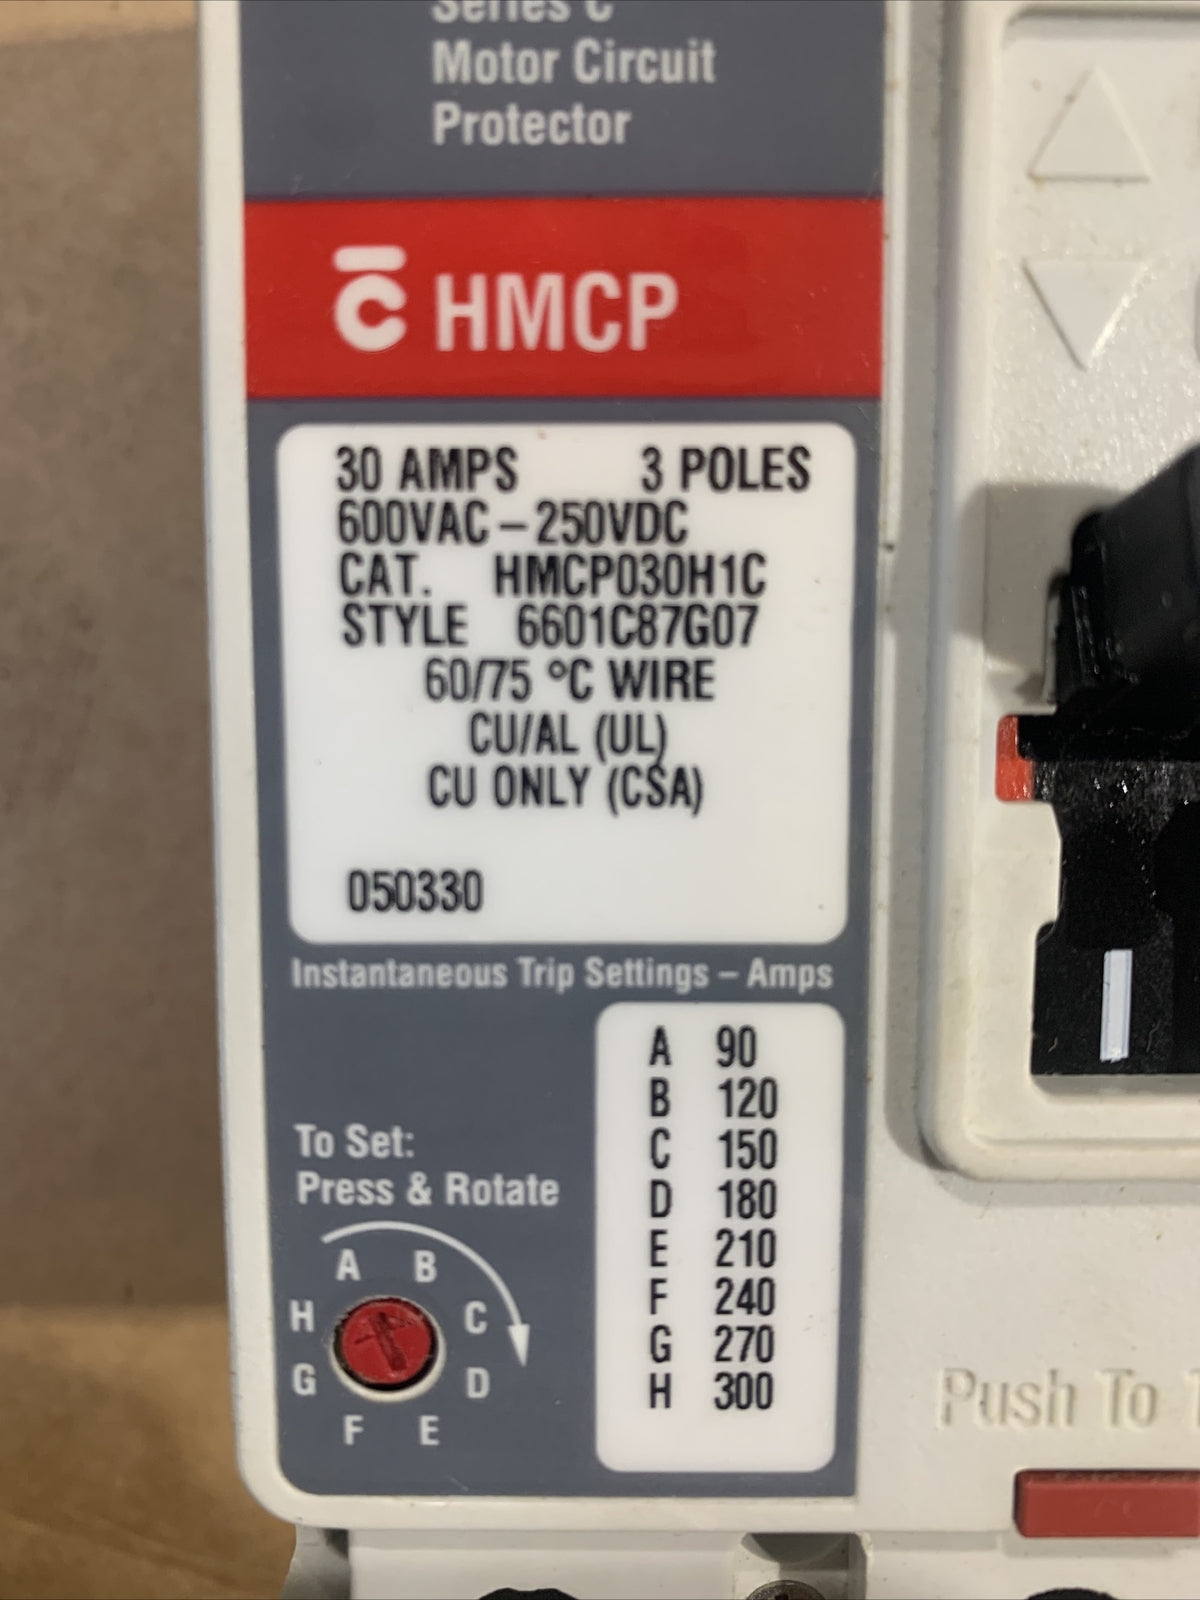 Series C
Motor Circuit
Protector
C HMCP
30 AMPS 3 POLES
600VAC – 250VDC
CAT. HMCP030H1C
STYLE 6601C87G07
60/75 °C WIRE
CU/AL (UL)
CU ONLY (CSA)
050330
Instantaneous Trip Settings – Amps
A 90
B 120
C 150
D 180
E 210
F 240
G 270
H 300
To Set:
Press & Rotate
A B
H C
G D
F E
Push To